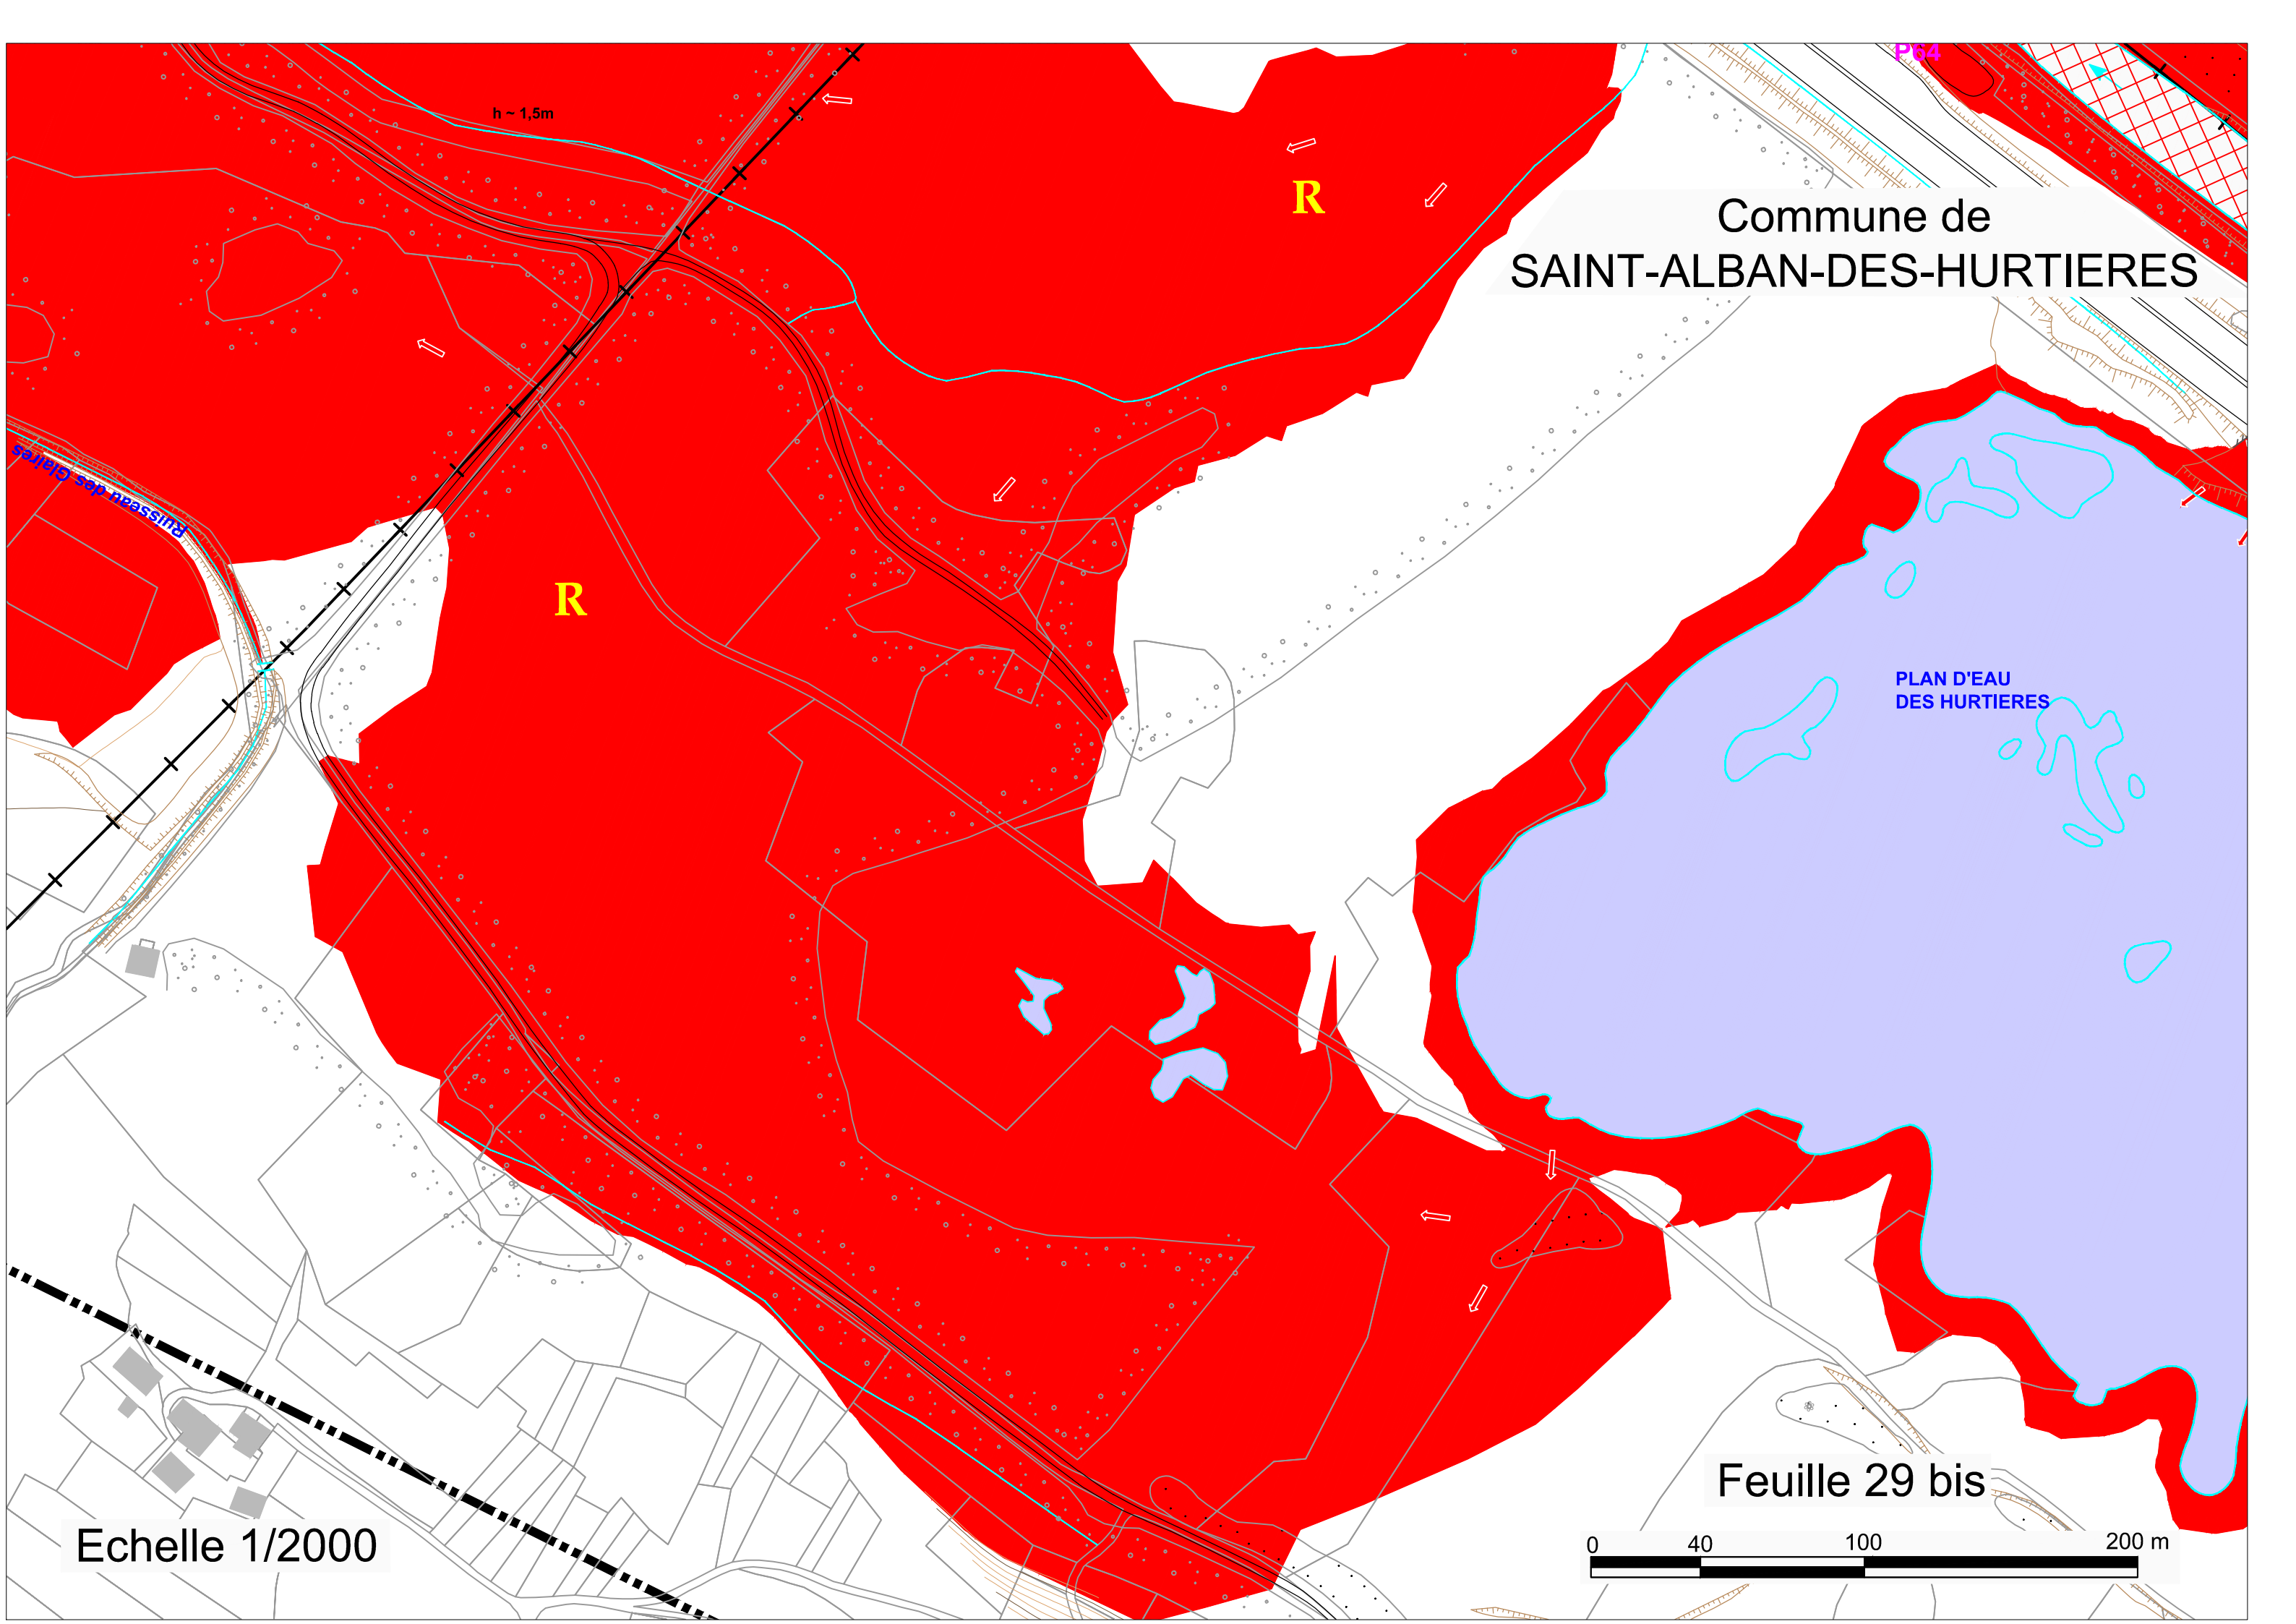 P64
h ~ 1,5m
R
Commune de
SAINT-ALBAN-DES-HURTIERES
Ruisseau des Glaires
R
PLAN D'EAU
DES HURTIERES
Feuille 29 bis
Echelle 1/2000
0 40 100 200 m